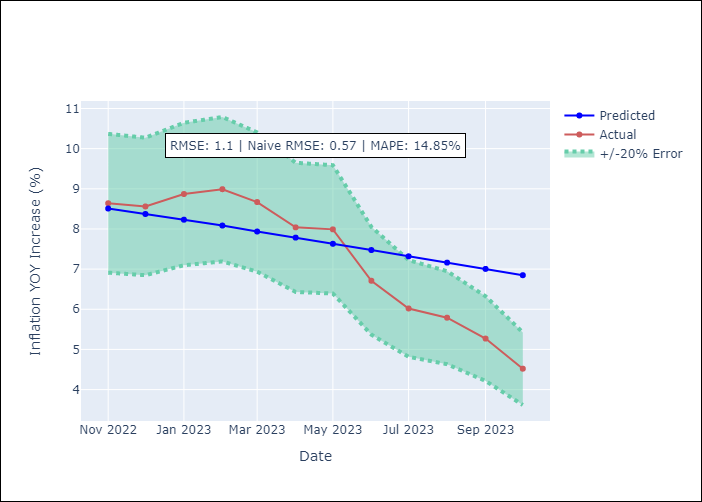 11
10
9
8
7
6
5
4
Inflation YOY Increase (%)
RMSE: 1.1 | Naive RMSE: 0.57 | MAPE: 14.85%
Nov 2022
Jan 2023
Mar 2023
May 2023
Jul 2023
Sep 2023
Date
Predicted
Actual
+/-20% Error